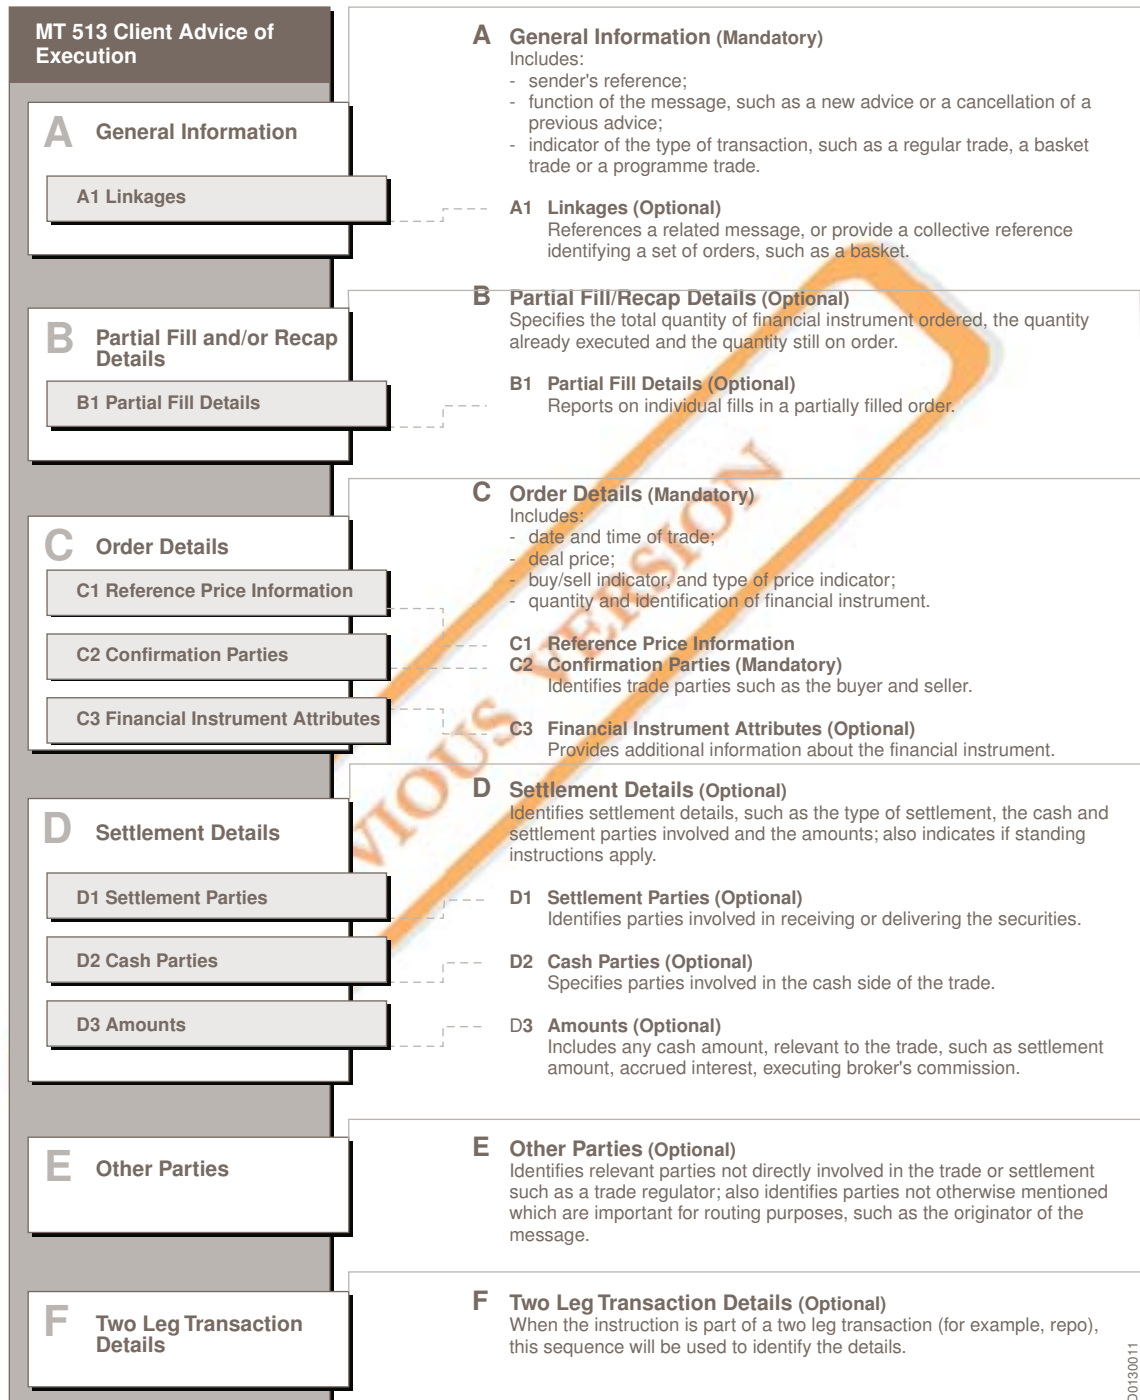 MT 513 Client Advice of
Execution
A General Information
A1 Linkages
B Partial Fill and/or Recap
Details
B1 Partial Fill Details
C Order Details
C1 Reference Price Information
C2 Confirmation Parties
C3 Financial Instrument Attributes
D Settlement Details
D1 Settlement Parties
D2 Cash Parties
D3 Amounts
E Other Parties
F Two Leg Transaction
Details
A General Information (Mandatory)
Includes:
- sender's reference;
- function of the message, such as a new advice or a cancellation of a
previous advice;
- indicator of the type of transaction, such as a regular trade, a basket
trade or a programme trade.
A1 Linkages (Optional)
References a related message, or provide a collective reference
identifying a set of orders, such as a basket.
B Partial Fill/Recap Details (Optional)
Specifies the total quantity of financial instrument ordered, the quantity
already executed and the quantity still on order.
B1 Partial Fill Details (Optional)
Reports on individual fills in a partially filled order.
C Order Details (Mandatory)
Includes:
- date and time of trade;
- deal price;
- buy/sell indicator, and type of price indicator;
- quantity and identification of financial instrument.
C1 Reference Price Information
C2 Confirmation Parties (Mandatory)
Identifies trade parties such as the buyer and seller.
C3 Financial Instrument Attributes (Optional)
Provides additional information about the financial instrument.
D Settlement Details (Optional)
Identifies settlement details, such as the type of settlement, the cash and
settlement parties involved and the amounts; also indicates if standing
instructions apply.
D1 Settlement Parties (Optional)
Identifies parties involved in receiving or delivering the securities.
D2 Cash Parties (Optional)
Specifies parties involved in the cash side of the trade.
D3 Amounts (Optional)
Includes any cash amount, relevant to the trade, such as settlement
amount, accrued interest, executing broker's commission.
E Other Parties (Optional)
Identifies relevant parties not directly involved in the trade or settlement
such as a trade regulator; also identifies parties not otherwise mentioned
which are important for routing purposes, such as the originator of the
message.
F Two Leg Transaction Details (Optional)
When the instruction is part of a two leg transaction (for example, repo),
this sequence will be used to identify the details.
D0130011
VIOUS VERSION